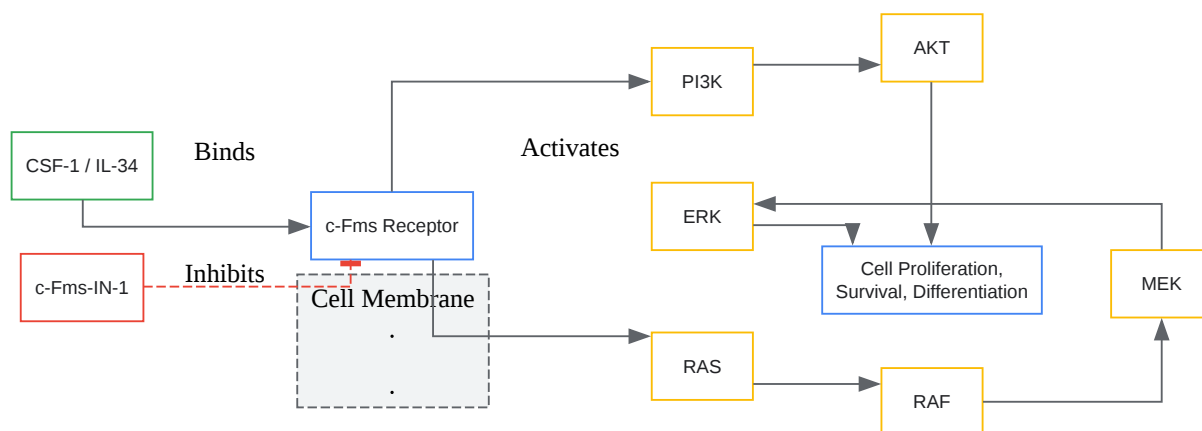 AKT
PI3K
Binds
Activates
CSF-1 / IL-34
c-Fms Receptor
ERK
Inhibits
c-Fms-IN-1
Cell Membrane
.
.
Cell Proliferation,
Survival, Differentiation
MEK
RAS
RAF